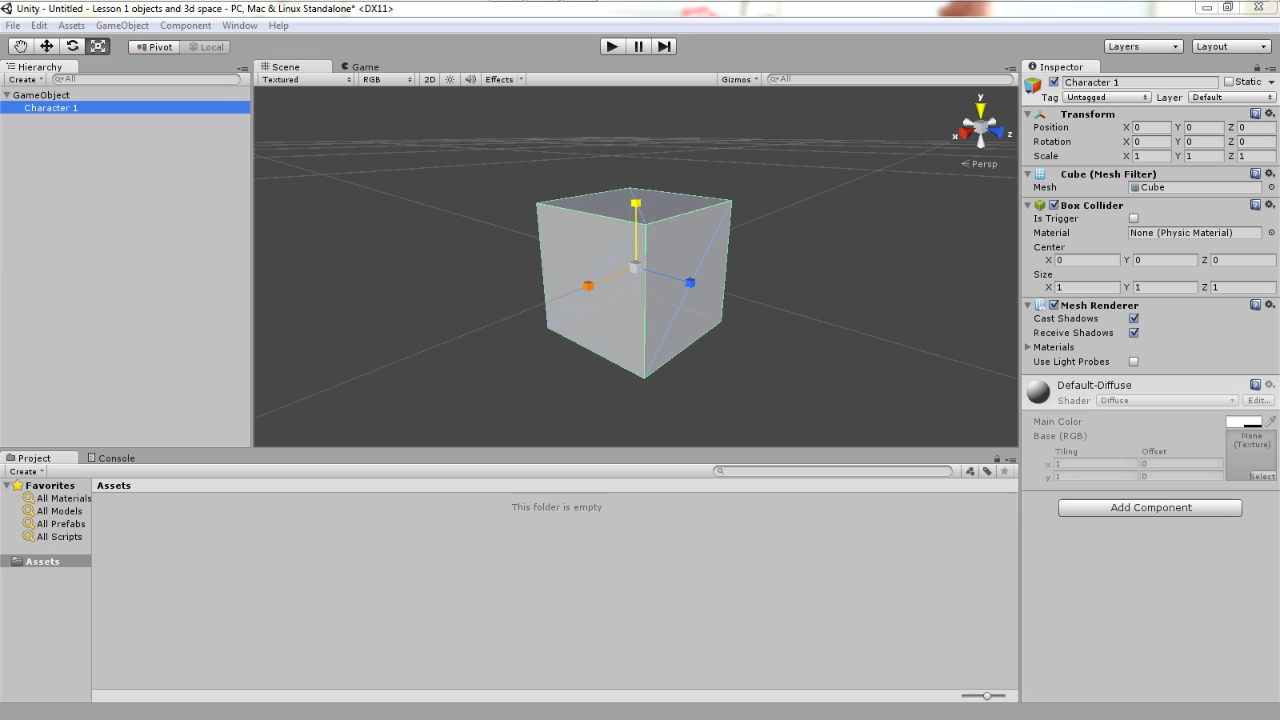 Unity - Untitled - Lesson 1 objects and 3d space - PC, Mac & Linux Standalone* <DX11>
File Edit Assets GameObject Component Window Help
Pivot Local Layers Layout
Hierarchy
Create All
GameObject
Character 1
Scene Game
Textured RGB 2D Effects Gizmos All
y
x z
Persp
Inspector
Character 1 Static
Tag Untagged Layer Default
Transform
Position X 0 Y 0 Z 0
Rotation X 0 Y 0 Z 0
Scale X 1 Y 1 Z 1
Cube (Mesh Filter)
Mesh Cube
Box Collider
Is Trigger
Material None (Physic Material)
Center
X 0 Y 0 Z 0
Size
X 1 Y 1 Z 1
Mesh Renderer
Cast Shadows
Receive Shadows
Materials
Use Light Probes
Default-Diffuse
Shader Diffuse Edit...
Main Color
Base (RGB) None (Texture)
Tiling Offset
x 1 0
y 1 0 Select
Add Component
Project Console
Create
Favorites
All Materials
All Models
All Prefabs
All Scripts
Assets
Assets
This folder is empty